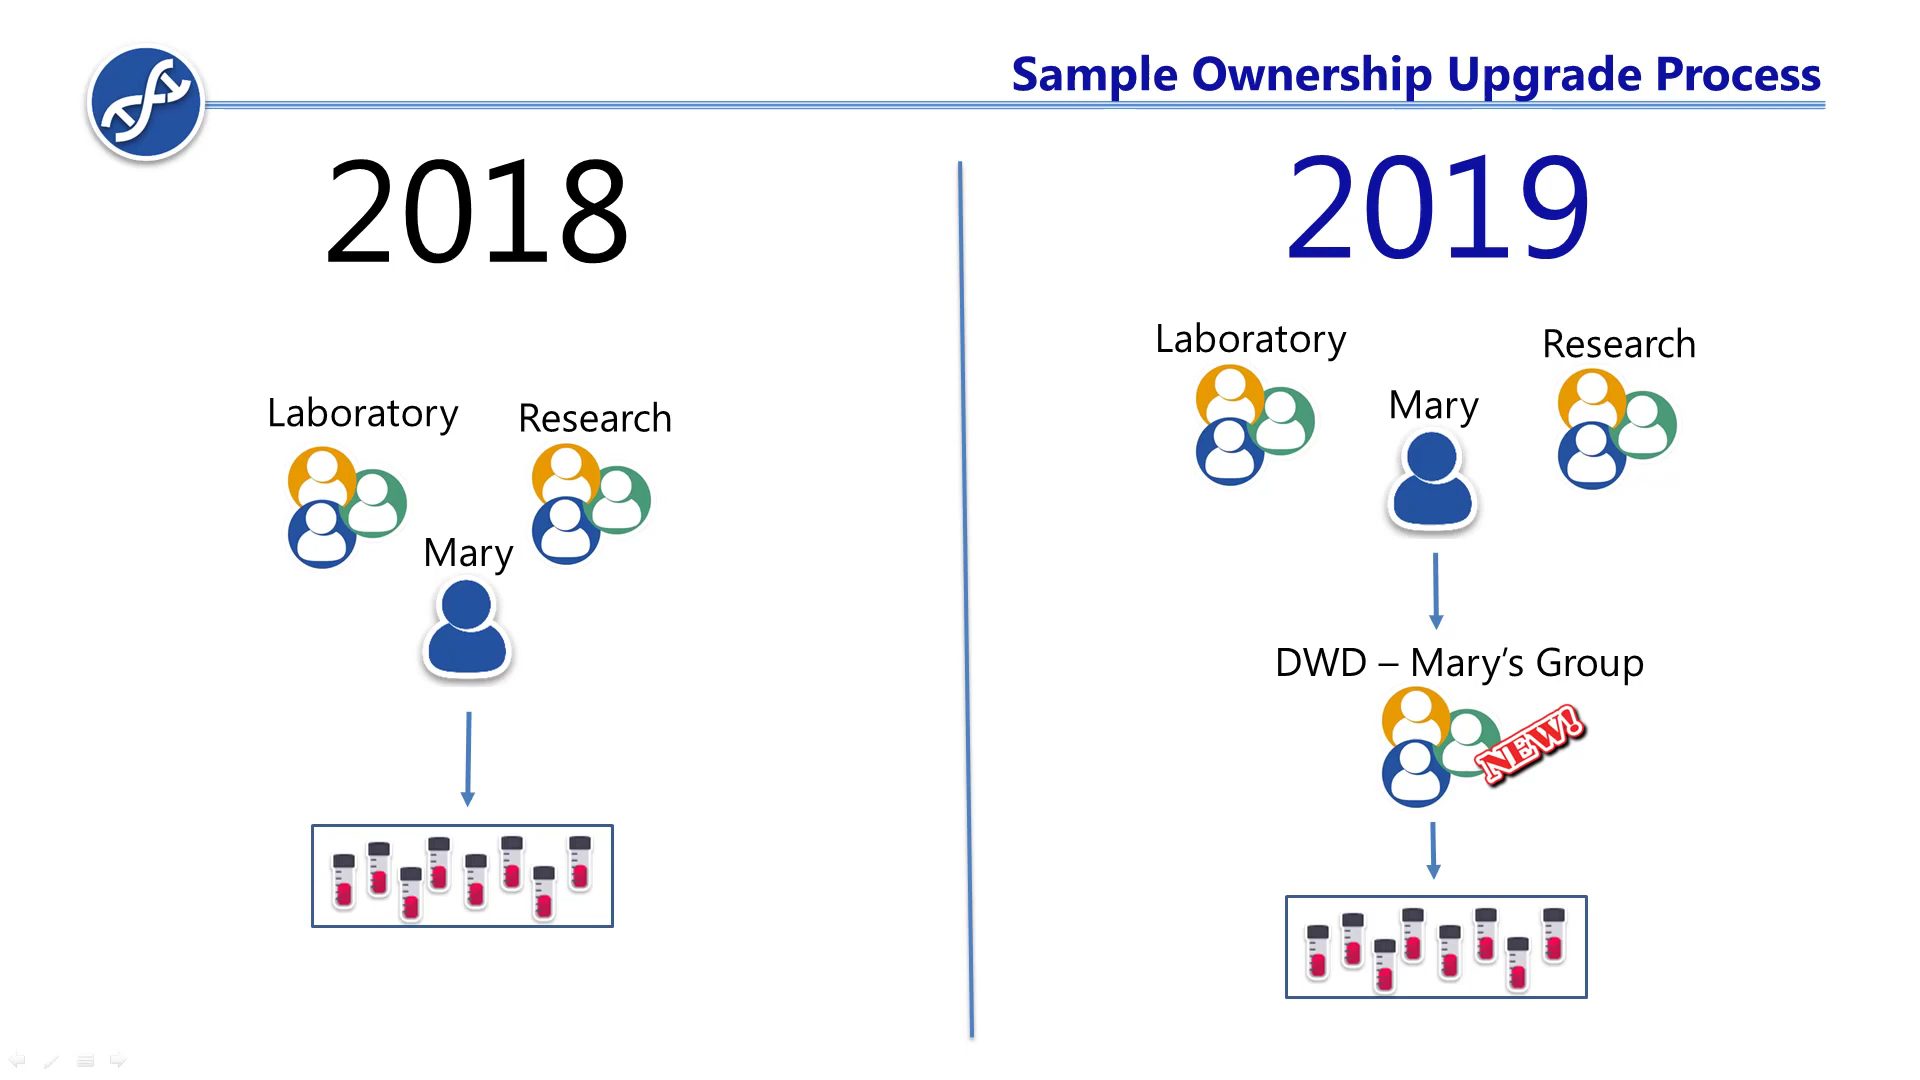 Sample Ownership Upgrade Process
2018
Laboratory
Research
Mary
2019
Laboratory
Research
Mary
DWD – Mary’s Group
NEW!